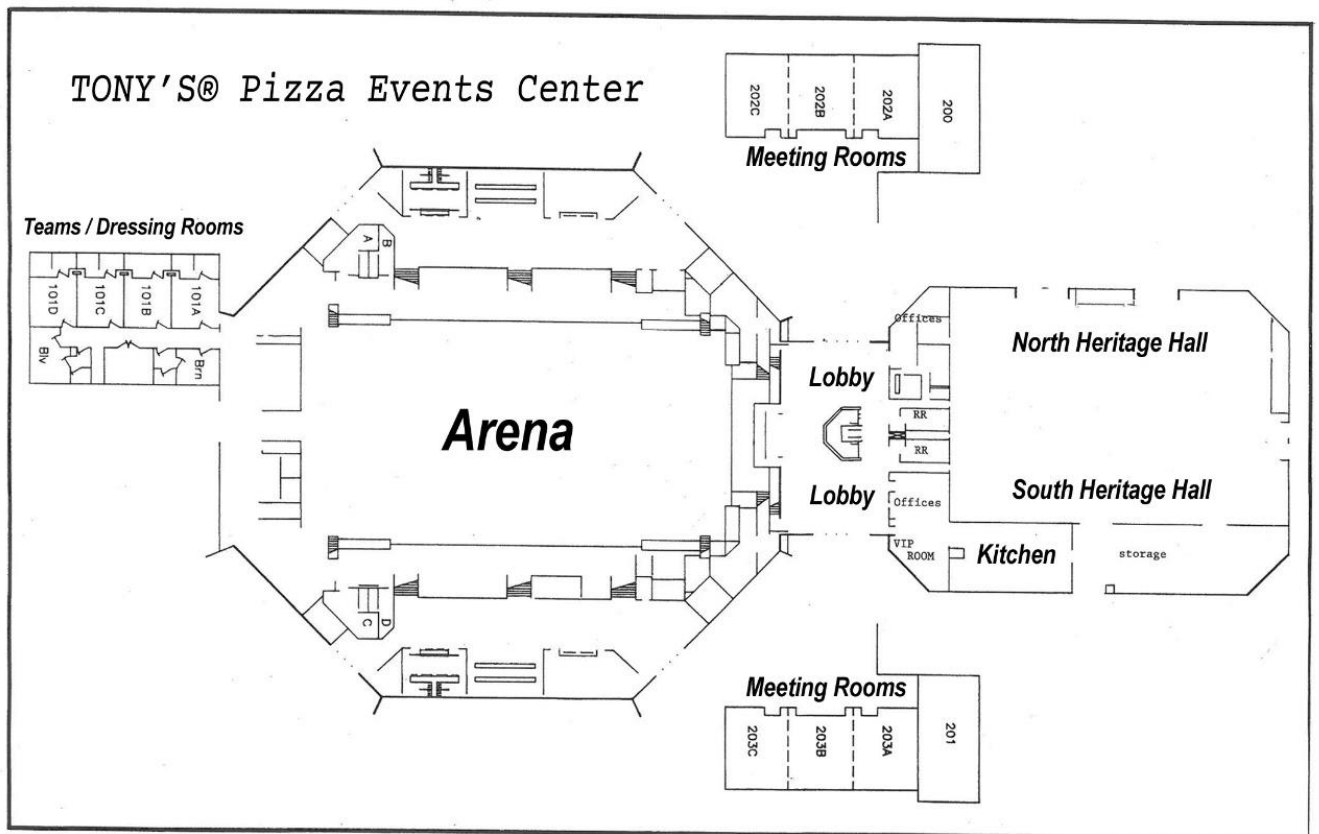 TONY'S® Pizza Events Center
202C
202B
202A
200
Meeting Rooms
Teams / Dressing Rooms
A
B
101D
101C
101B
101A
Blv
Brn
Offices
North Heritage Hall
Lobby
Arena
RR
RR
Lobby
Offices
South Heritage Hall
VIP
ROOM
Kitchen
storage
C
D
Meeting Rooms
203C
203B
203A
201